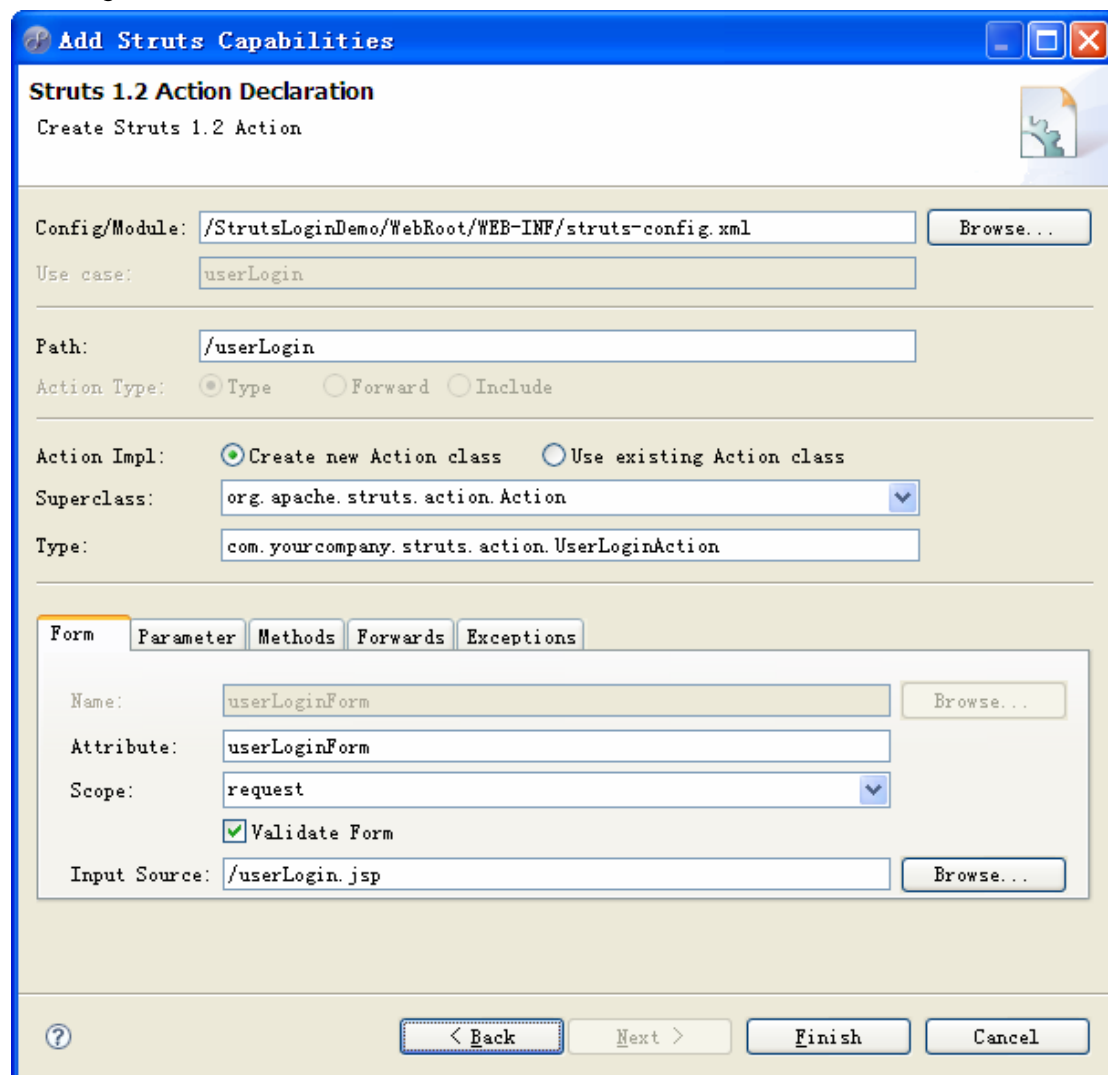 Add Struts Capabilities
Struts 1.2 Action Declaration
Create Struts 1.2 Action
Config/Module: /StrutsLoginDemo/WebRoot/WEB-INF/struts-config.xml Browse...
Use case: userLogin
Path: /userLogin
Action Type: Type Forward Include
Action Impl: Create new Action class Use existing Action class
Superclass: org.apache.struts.action.Action
Type: com.yourcompany.struts.action.UserLoginAction
Form Parameter Methods Forwards Exceptions
Name: userLoginForm Browse...
Attribute: userLoginForm
Scope: request
Validate Form
Input Source: /userLogin.jsp Browse...
? < Back Next > Finish Cancel